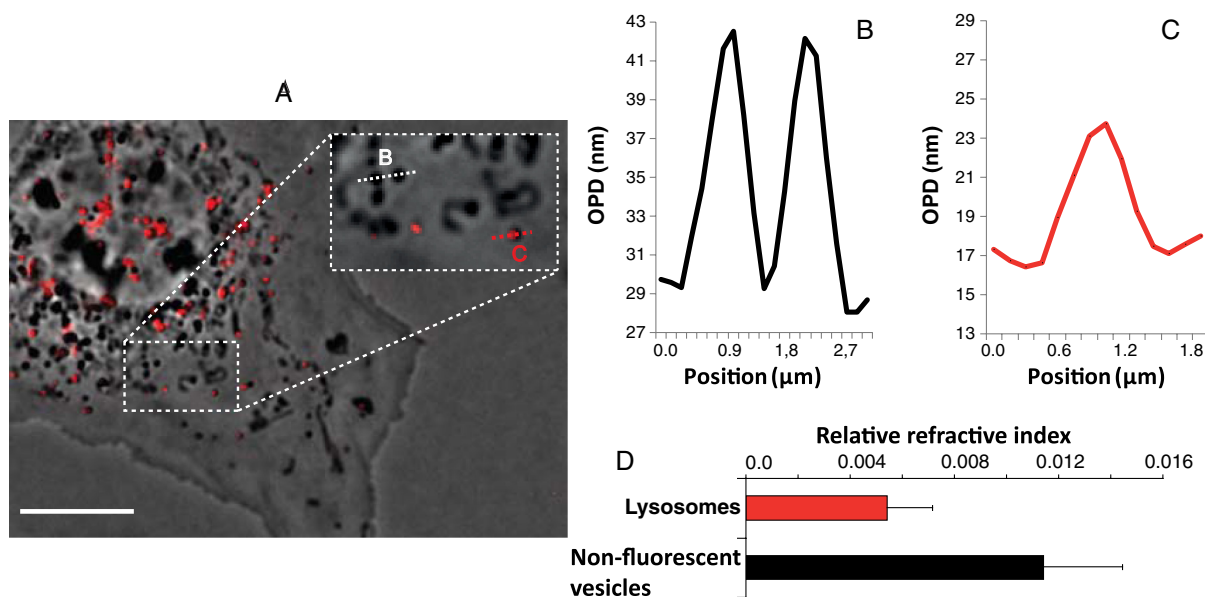 A
B
C
B
43
41
39
37
35
33
31
29
27
OPD (nm)
0.0 0.9 1,8 2,7
Position (µm)
C
29
27
25
23
21
19
17
15
13
OPD (nm)
0.0 0.6 1.2 1.8
Position (µm)
D
Relative refractive index
0.0 0.004 0.008 0.012 0.016
Lysosomes
Non-fluorescent
vesicles